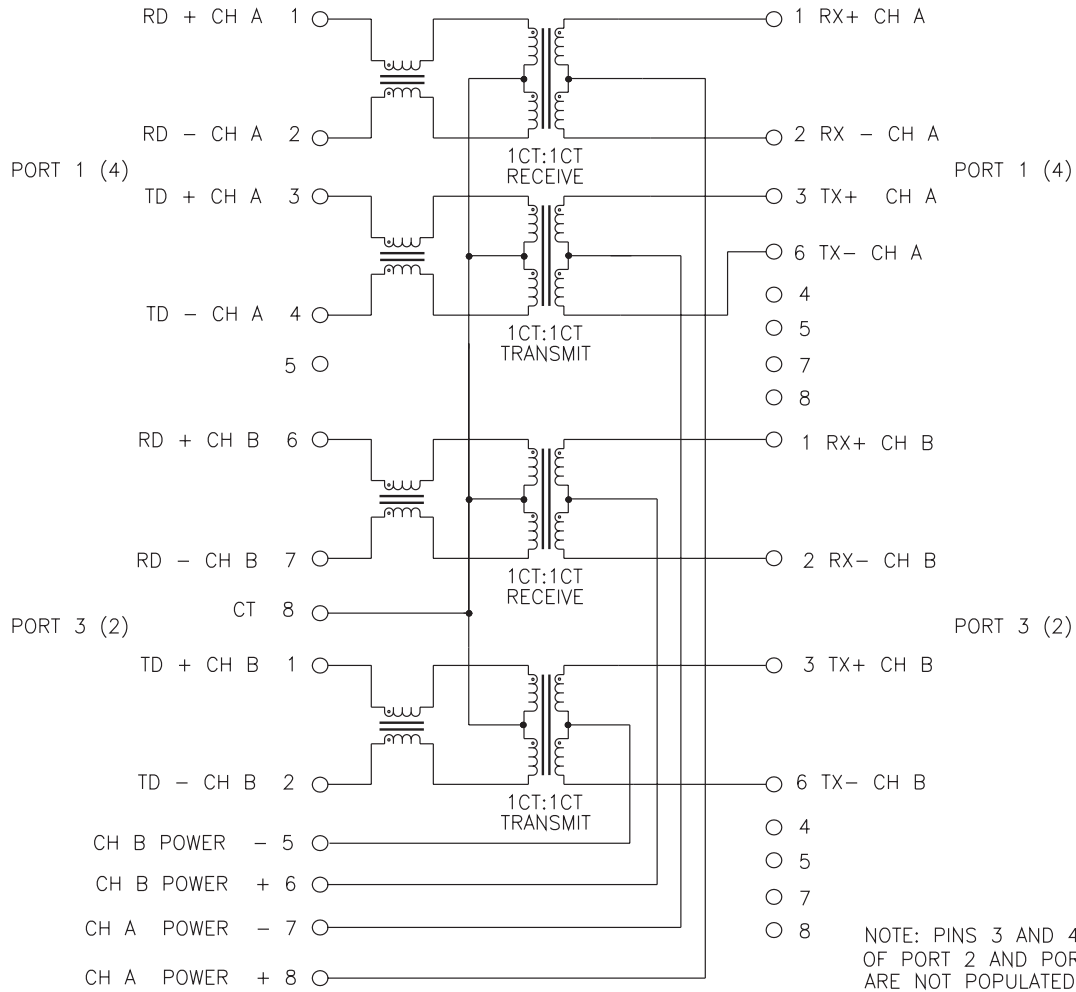 RD + CH A 1
1 RX+ CH A
RD - CH A 2
2 RX - CH A
1CT:1CT
RECEIVE
PORT 1 (4)
PORT 1 (4)
TD + CH A 3
3 TX+ CH A
6 TX- CH A
4
TD - CH A 4
5
1CT:1CT
TRANSMIT
5
7
8
RD + CH B 6
1 RX+ CH B
RD - CH B 7
2 RX- CH B
1CT:1CT
RECEIVE
CT 8
PORT 3 (2)
PORT 3 (2)
TD + CH B 1
3 TX+ CH B
TD - CH B 2
6 TX- CH B
1CT:1CT
TRANSMIT
4
CH B POWER - 5
5
CH B POWER + 6
7
CH A POWER - 7
8
NOTE: PINS 3 AND 4
OF PORT 2 AND POR
ARE NOT POPULATED
CH A POWER + 8